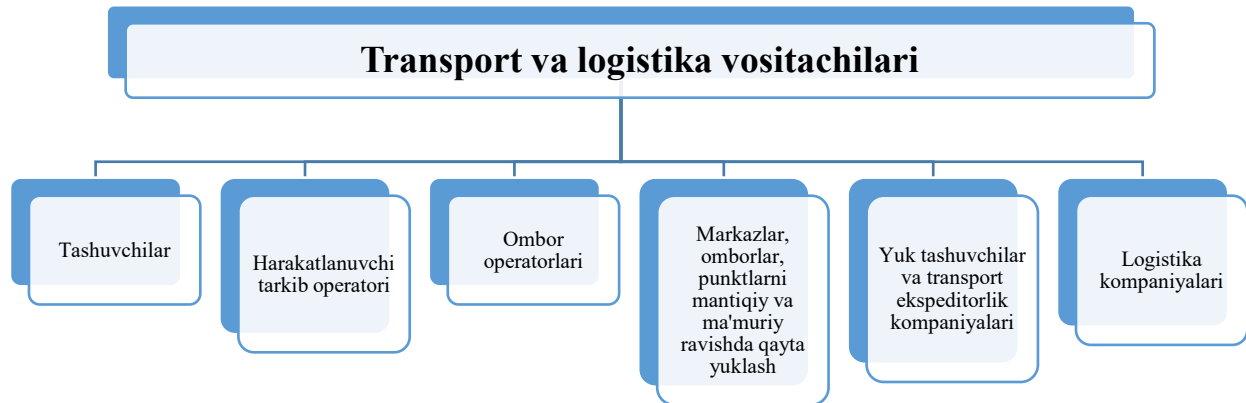 Transport va logistika vositachilari
Tashuvchilar
Harakatlanuvchi
tarkib operatori
Ombor
operatorlari
Markazlar,
omborlar,
punktlarni
mantiqiy va
ma'muriy
ravishda qayta
yuklash
Yuk tashuvchilar
va transport
ekspeditorlik
kompaniyalari
Logistika
kompaniyalari